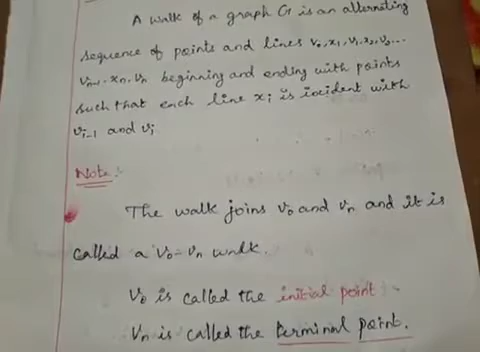 A walk of a graph G is an alternating
sequence of points and lines v₀, x₁, v₁, x₂, v₂...
vₙ₋₁, xₙ, vₙ beginning and ending with points
such that each line xᵢ is incident with
vᵢ₋₁ and vᵢ
Note:-
The walk joins v₀ and vₙ and it is
called a v₀-vₙ walk.
v₀ is called the initial point.
vₙ is called the terminal point.